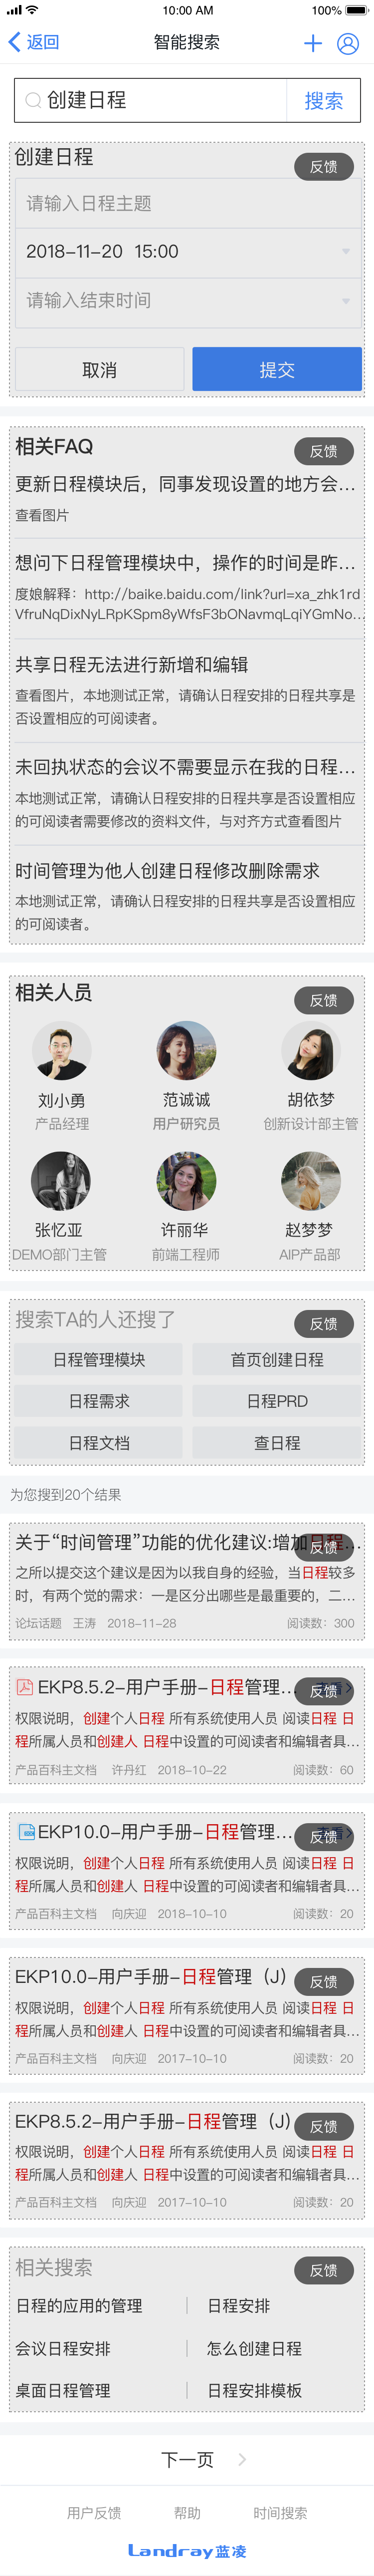 10:00 AM
100%
返回
智能搜索
创建日程
搜索
创建日程
反馈
请输入日程主题
2018-11-20 15:00
请输入结束时间
取消
提交
相关FAQ
反馈
更新日程模块后，同事发现设置的地方会...
查看图片
想问下日程管理模块中，操作的时间是昨...
度娘解释：http://baike.baidu.com/link?url=xa_zhk1rd
VfruNqDixNyLRpKSpm8yWfsF3bONavmqLqiYGmNo...
共享日程无法进行新增和编辑
查看图片，本地测试正常，请确认日程安排的日程共享是
否设置相应的可阅读者。
未回执状态的会议不需要显示在我的日程...
本地测试正常，请确认日程安排的日程共享是否设置相应
的可阅读者需要修改的资料文件，与对齐方式查看图片
时间管理为他人创建日程修改删除需求
本地测试正常，请确认日程安排的日程共享是否设置相应
的可阅读者。
相关人员
反馈
刘小勇
范诚诚
胡依梦
产品经理
用户研究员
创新设计部主管
张忆亚
许丽华
赵梦梦
DEMO部门主管
前端工程师
AIP产品部
搜索TA的人还搜了
反馈
日程管理模块
首页创建日程
日程需求
日程PRD
日程文档
查日程
为您搜到20个结果
关于“时间管理”功能的优化建议:增加日程...
反馈
之所以提交这个建议是因为以我自身的经验，当日程较多
时，有两个觉的需求：一是区分出哪些是最重要的，二...
论坛话题 王涛 2018-11-28 阅读数：300
EKP8.5.2-用户手册-日程管理...
反馈
权限说明，创建个人日程 所有系统使用人员 阅读日程 日
程所属人员和创建人 日程中设置的可阅读者和编辑者具...
产品百科主文档 许丹红 2018-10-22 阅读数：60
EKP10.0-用户手册-日程管理...
反馈
权限说明，创建个人日程 所有系统使用人员 阅读日程 日
程所属人员和创建人 日程中设置的可阅读者和编辑者具...
产品百科主文档 向庆迎 2018-10-10 阅读数：20
EKP10.0-用户手册-日程管理（J）
反馈
权限说明，创建个人日程 所有系统使用人员 阅读日程 日
程所属人员和创建人 日程中设置的可阅读者和编辑者具...
产品百科主文档 向庆迎 2017-10-10 阅读数：20
EKP8.5.2-用户手册-日程管理（J）
反馈
权限说明，创建个人日程 所有系统使用人员 阅读日程 日
程所属人员和创建人 日程中设置的可阅读者和编辑者具...
产品百科主文档 向庆迎 2017-10-10 阅读数：20
相关搜索
反馈
日程的应用的管理
日程安排
会议日程安排
怎么创建日程
桌面日程管理
日程安排模板
下一页
用户反馈
帮助
时间搜索
Landray蓝凌